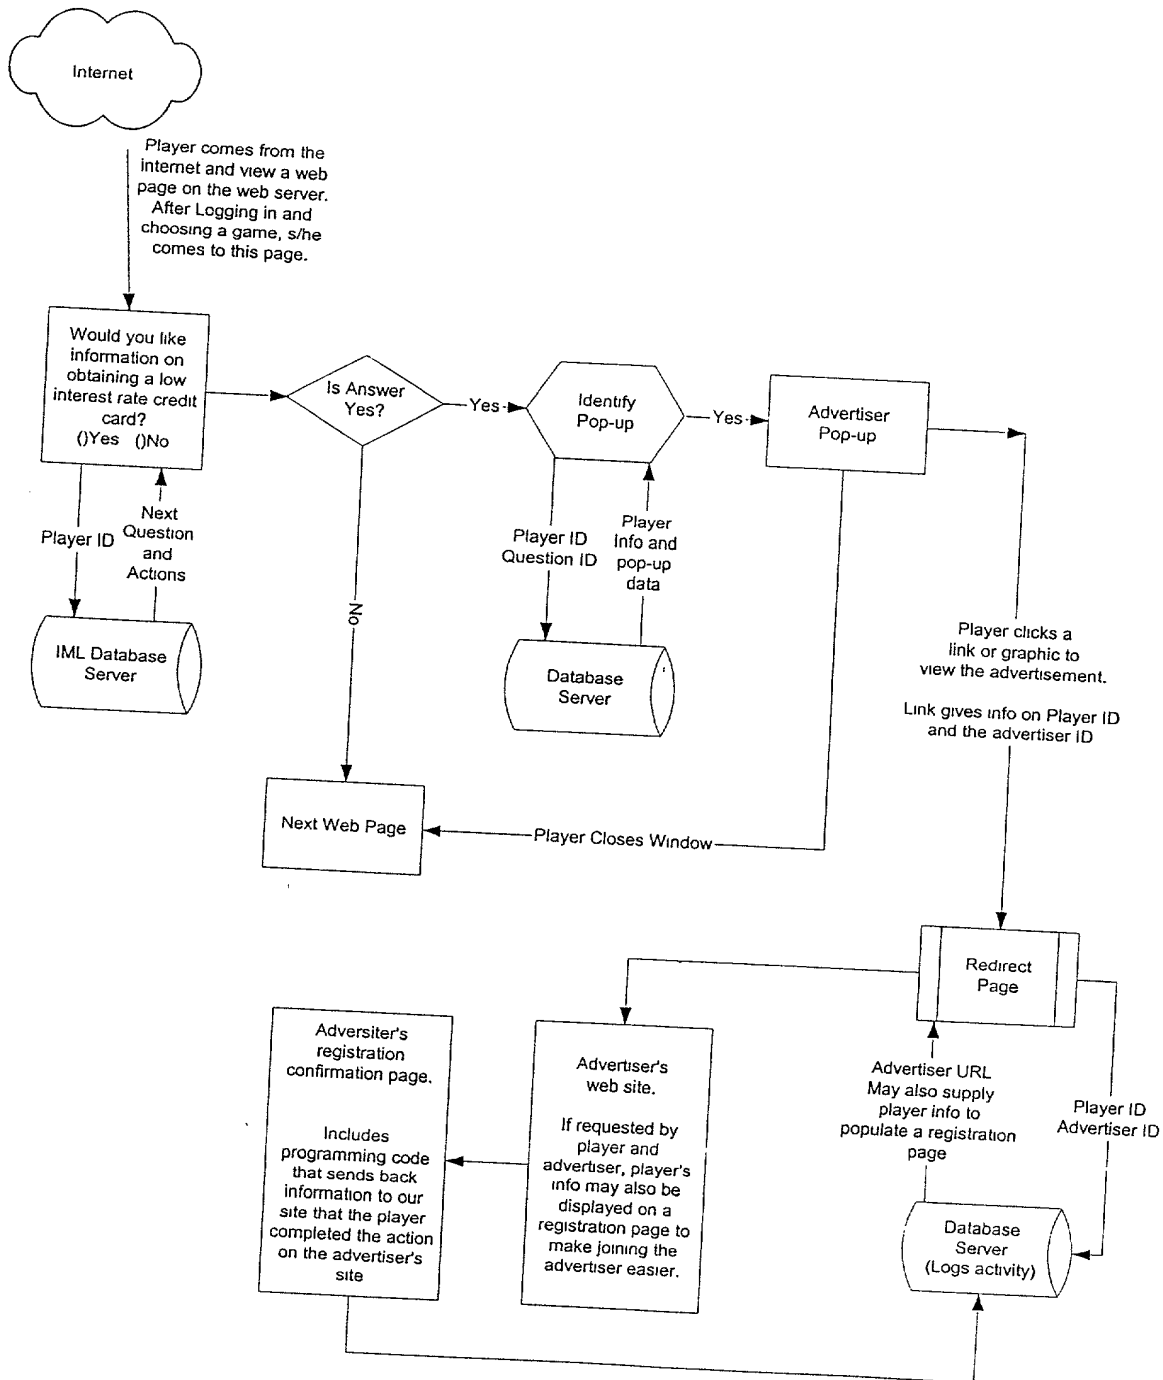 Internet
Player comes from the
internet and view a web
page on the web server.
After Logging in and
choosing a game, s/he
comes to this page.
Would you like
information on
obtaining a low
interest rate credit
card?
()Yes ()No
Is Answer
Yes?
Yes
Identify
Pop-up
Yes
Advertiser
Pop-up
Player ID
Next
Question
and
Actions
IML Database
Server
No
Player ID
Question ID
Player
Info and
pop-up
data
Database
Server
Player clicks a
link or graphic to
view the advertisement.
Link gives info on Player ID
and the advertiser ID
Next Web Page
Player Closes Window
Redirect
Page
Adversiter's
registration
confirmation page.
Includes
programming code
that sends back
information to our
site that the player
completed the action
on the advertiser's
site
Advertiser's
web site.
If requested by
player and
advertiser, player's
info may also be
displayed on a
registration page to
make joining the
advertiser easier.
Advertiser URL
May also supply
player info to
populate a registration
page
Player ID
Advertiser ID
Database
Server
(Logs activity)